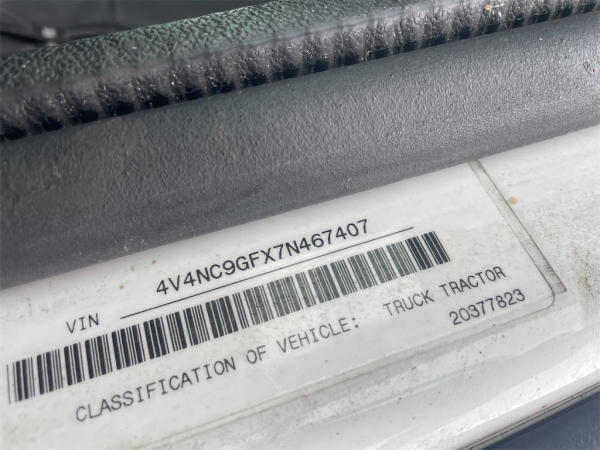 VIN 4V4NC9GFX7N467407
CLASSIFICATION OF VEHICLE: TRUCK TRACTOR
20377823